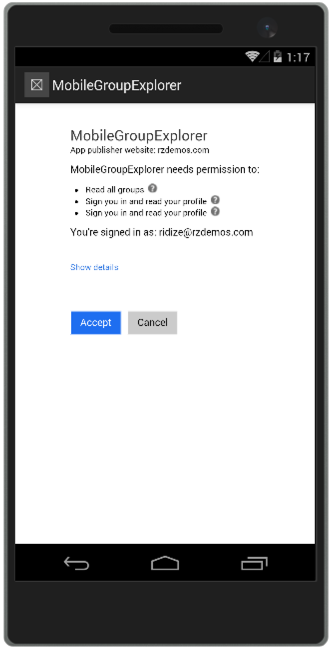 1:17
MobileGroupExplorer
MobileGroupExplorer
App publisher website: rzdemos.com
MobileGroupExplorer needs permission to:
Read all groups ?
Sign you in and read your profile ?
Sign you in and read your profile ?
You're signed in as: ridize@rzdemos.com
Show details
Accept Cancel